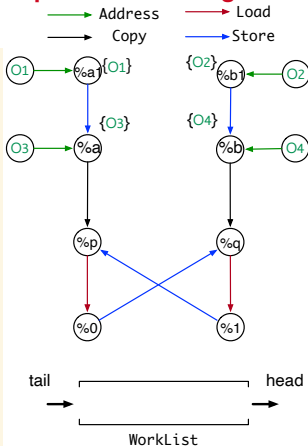 Address
Load
Copy
Store
O1
%a1
{O1}
{O2}
%b1
O2
{O3}
{O4}
O3
%a
%b
O4
%p
%q
%0
%1
tail
head
WorkList